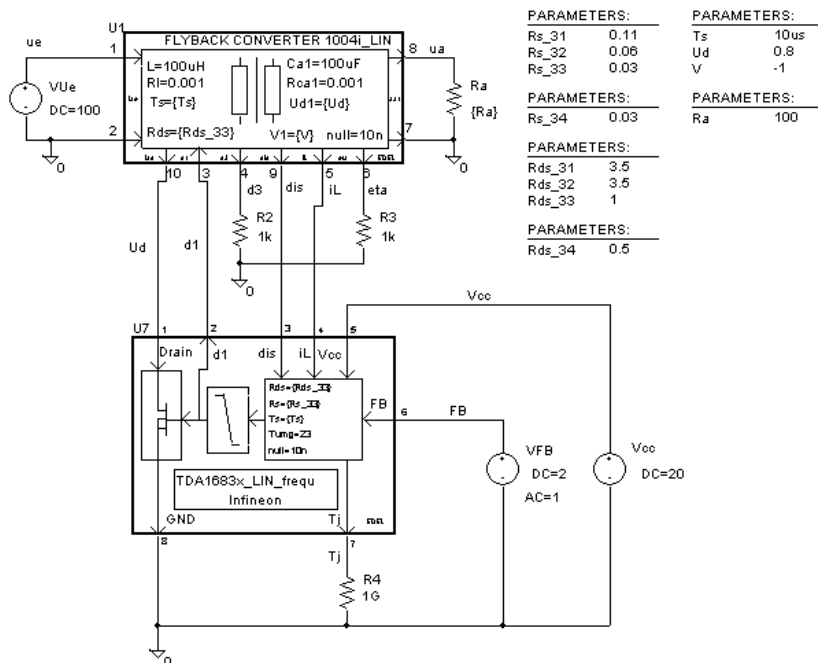 U1
FLYBACK CONVERTER 1004i_LIN
ue
1
VUe
DC=100
2
0
L=100uH
Rl=0.001
Ts={Ts}
Rds={Rds_33}
Ca1=100uF
Rca1=0.001
Ud1={Ud}
V1={V}
null=10n
8
ua
7
Ra
{Ra}
0
10
3
4
9
5
6
d3
dis
iL
eta
Ud
d1
R2
1k
R3
1k
0
PARAMETERS:
Rs_31 0.11
Rs_32 0.06
Rs_33 0.03
PARAMETERS:
Ts 10us
Ud 0.8
V -1
PARAMETERS:
Rs_34 0.03
PARAMETERS:
Ra 100
PARAMETERS:
Rds_31 3.5
Rds_32 3.5
Rds_33 1
PARAMETERS:
Rds_34 0.5
Vcc
U7
1
2
3
4
5
Drain
d1
dis
iL
Vcc
Rds={Rds_33}
Rs={Rs_33}
Ts={Ts}
Tumg=23
null=10n
FB
6
FB
TDA1683x_LIN_frequ
Infineon
GND
Tj
8
7
Tj
R4
1G
VFB
DC=2
AC=1
Vcc
DC=20
0